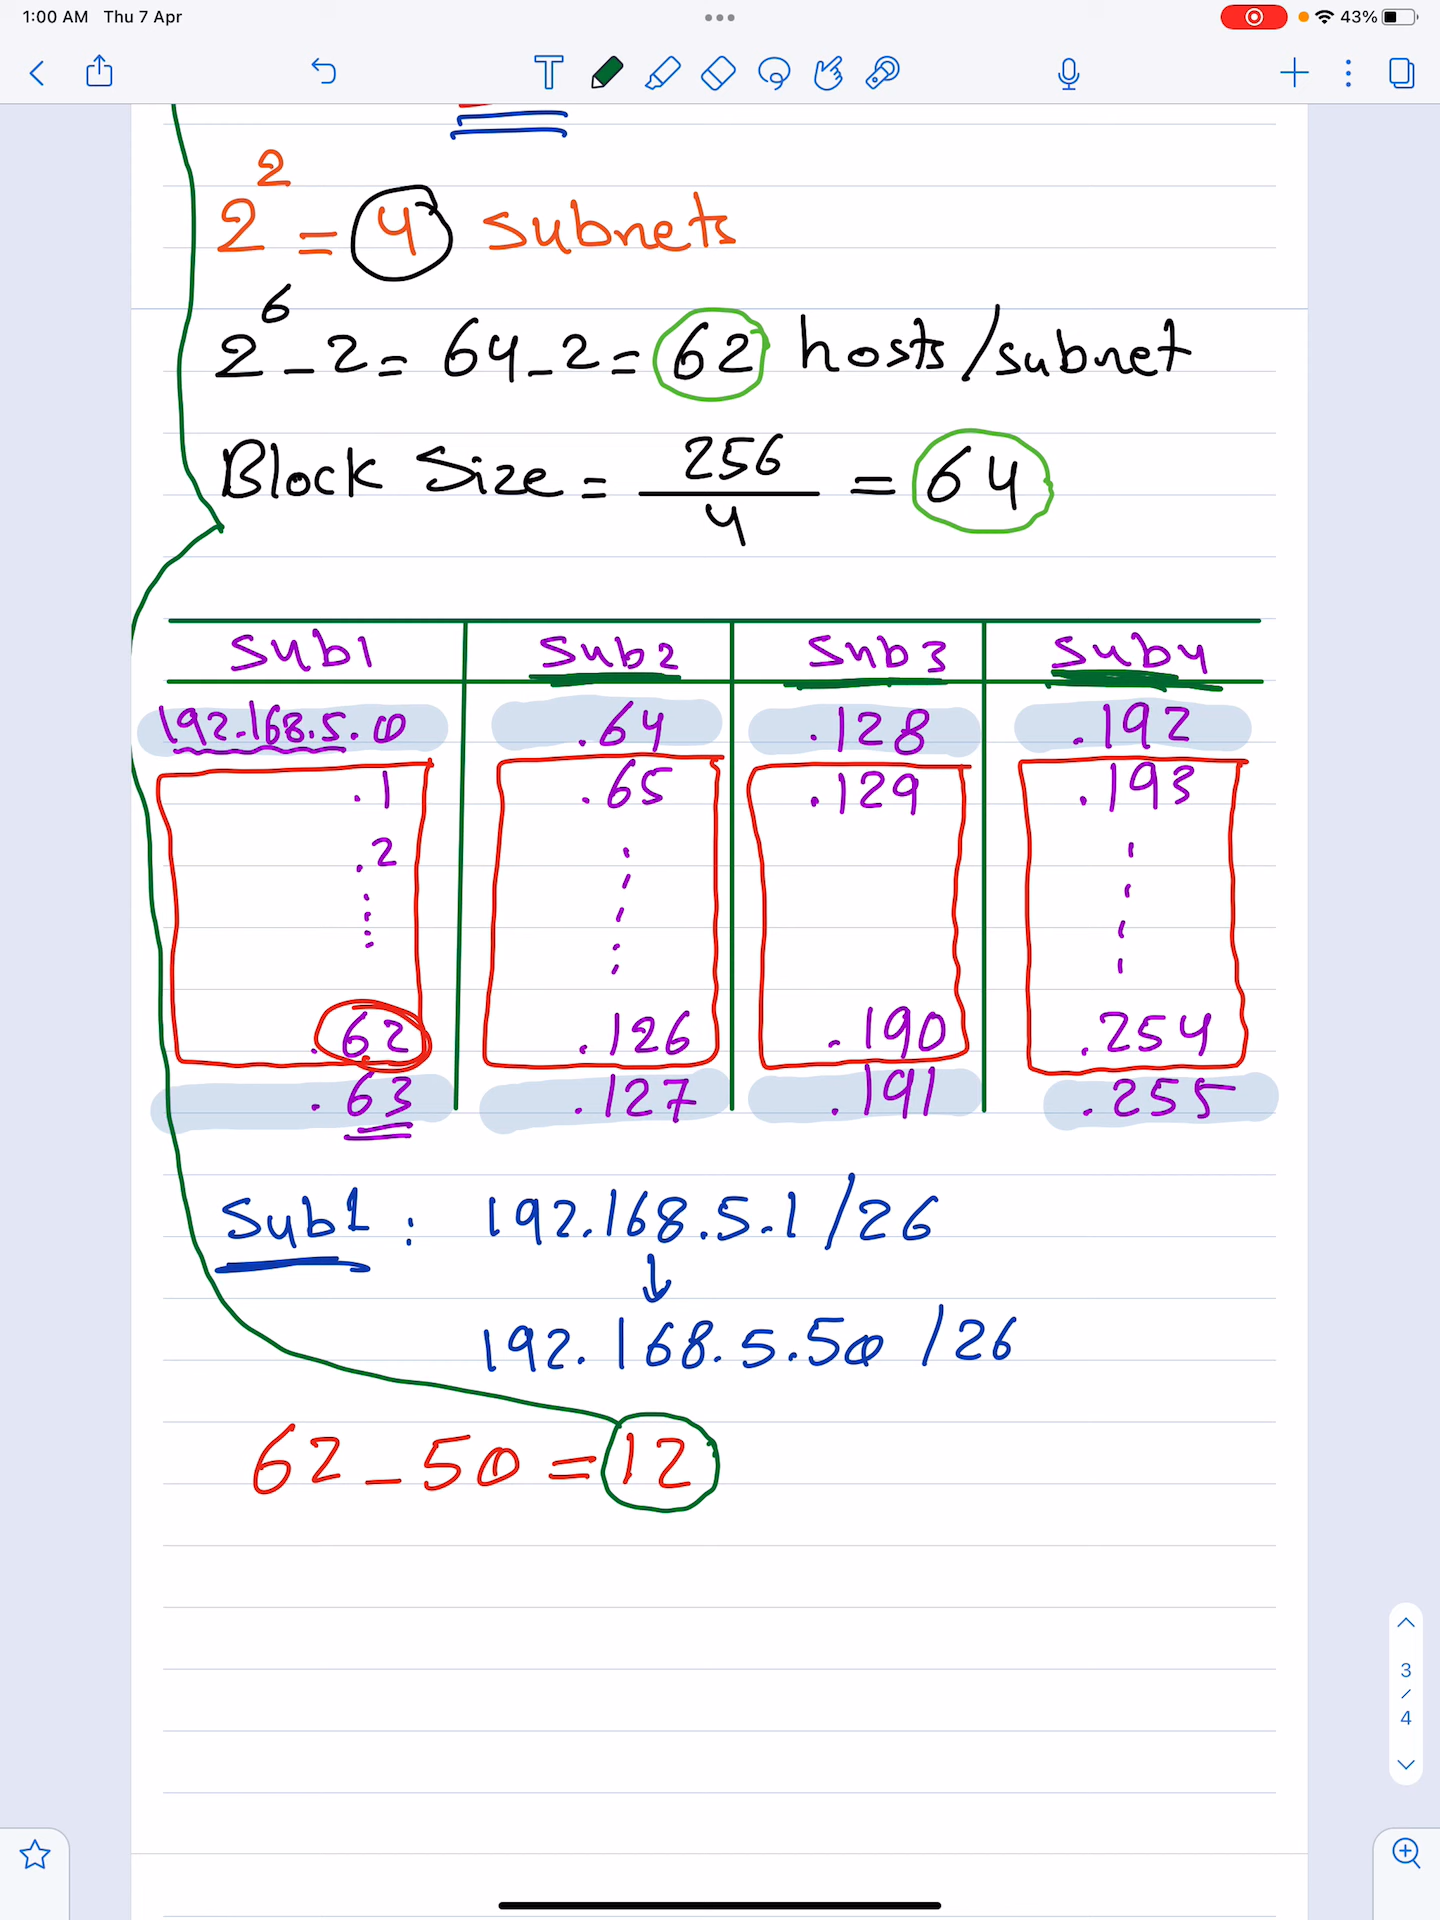 1:00 AM Thu 7 Apr
43%
2^2 = 4 subnets
2^6 - 2 = 64 - 2 = 62 hosts/subnet
Block Size = 256/4 = 64
Sub1 Sub2 Sub3 Sub4
192.168.5.0 .64 .128 .192
.1 .65 .129 .193
.2
.62 .126 .190 .254
.63 .127 .191 .255
Sub1 : 192.168.5.1 /26
↓
192.168.5.50 /26
62 - 50 = 12
3
/
4